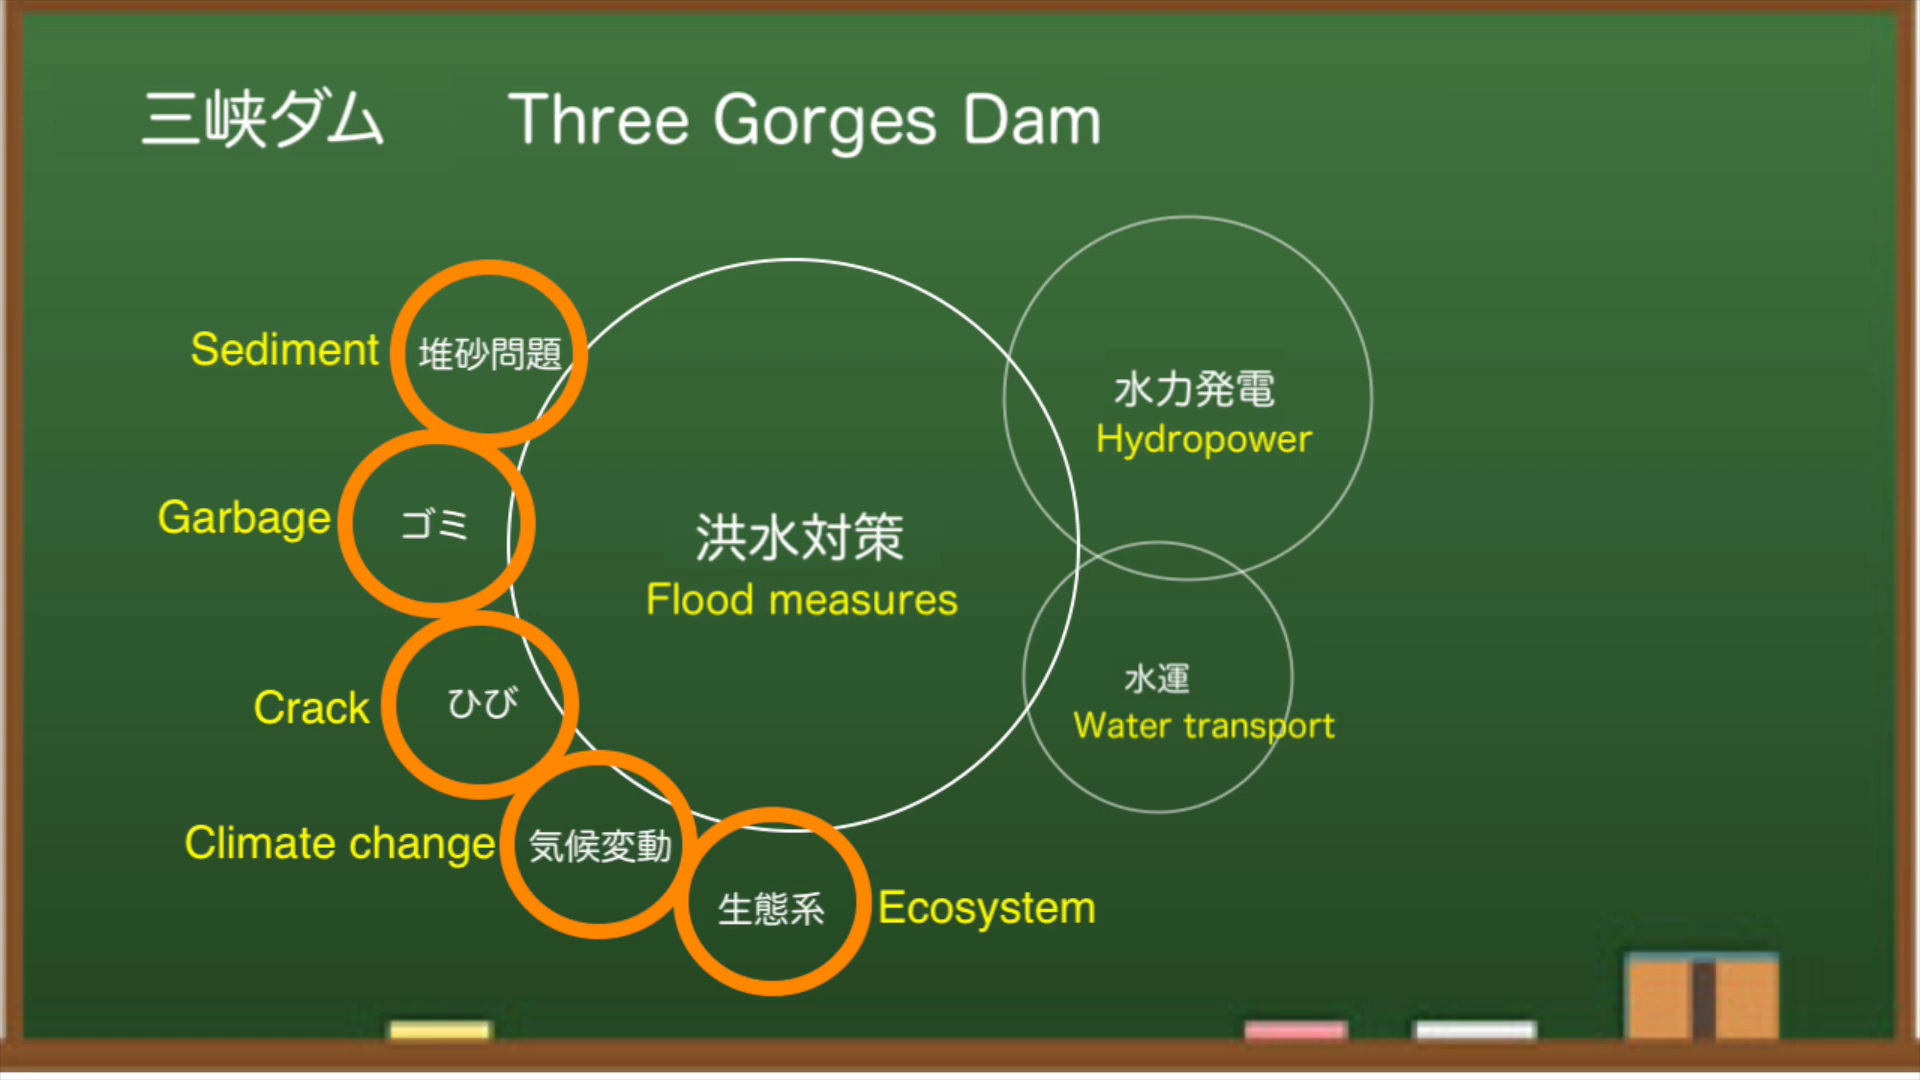 三峡ダム Three Gorges Dam
Sediment 堆砂問題
Garbage ゴミ
Crack ひび
Climate change 気候変動
生態系 Ecosystem
洪水対策
Flood measures
水力発電
Hydropower
水運
Water transport